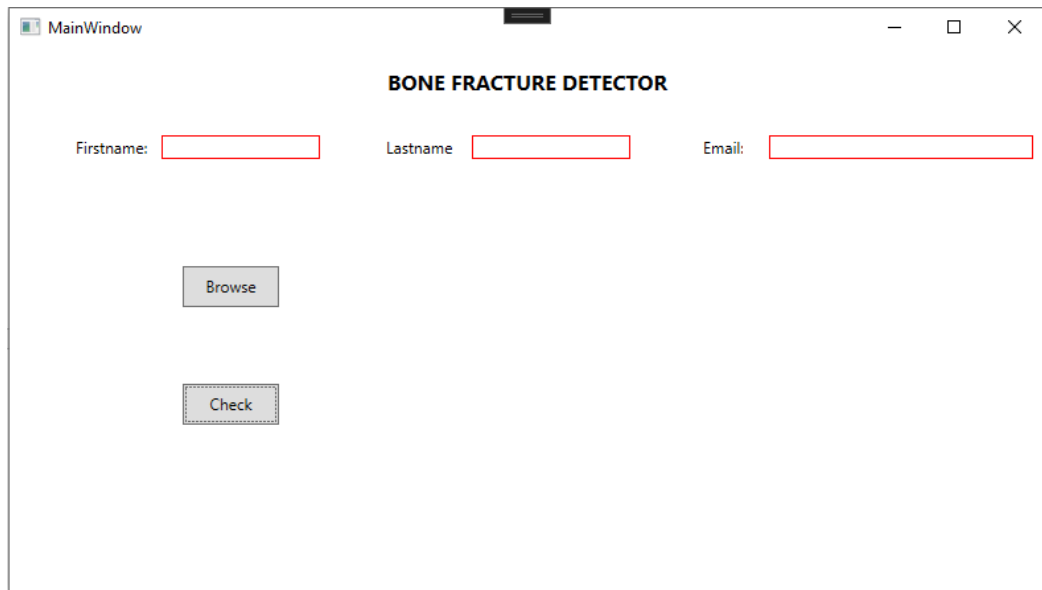 MainWindow
BONE FRACTURE DETECTOR
Firstname: Lastname Email:
Browse
Check